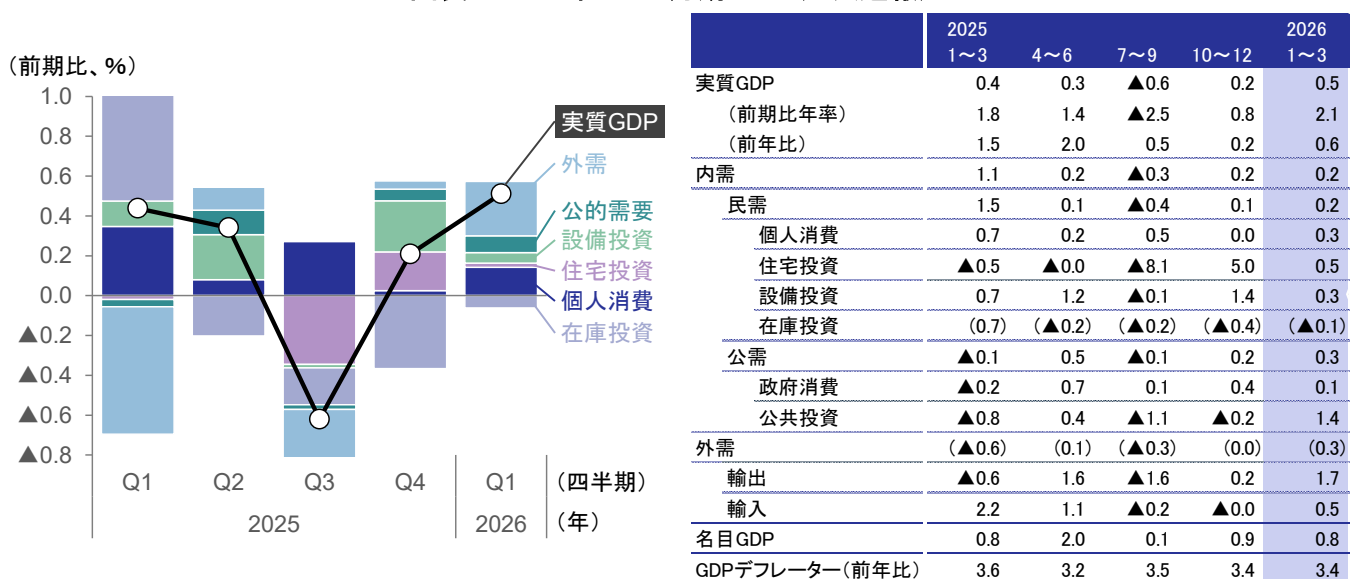 (前期比、%)
1.0
0.8
0.6
0.4
0.2
0.0
▲0.2
▲0.4
▲0.6
▲0.8
実質GDP
外需
公的需要
設備投資
住宅投資
個人消費
在庫投資
Q1 Q2 Q3 Q4 Q1 (四半期)
2025 2026 (年)
2025 2026
1~3 4~6 7~9 10~12 1~3
実質GDP 0.4 0.3 ▲0.6 0.2 0.5
(前期比年率) 1.8 1.4 ▲2.5 0.8 2.1
(前年比) 1.5 2.0 0.5 0.2 0.6
内需 1.1 0.2 ▲0.3 0.2 0.2
民需 1.5 0.1 ▲0.4 0.1 0.2
個人消費 0.7 0.2 0.5 0.0 0.3
住宅投資 ▲0.5 ▲0.0 ▲8.1 5.0 0.5
設備投資 0.7 1.2 ▲0.1 1.4 0.3
在庫投資 (0.7) (▲0.2) (▲0.2) (▲0.4) (▲0.1)
公需 ▲0.1 0.5 ▲0.1 0.2 0.3
政府消費 ▲0.2 0.7 0.1 0.4 0.1
公共投資 ▲0.8 0.4 ▲1.1 ▲0.2 1.4
外需 (▲0.6) (0.1) (▲0.3) (0.0) (0.3)
輸出 ▲0.6 1.6 ▲1.6 0.2 1.7
輸入 2.2 1.1 ▲0.2 ▲0.0 0.5
名目GDP 0.8 2.0 0.1 0.9 0.8
GDPデフレーター(前年比) 3.6 3.2 3.5 3.4 3.4